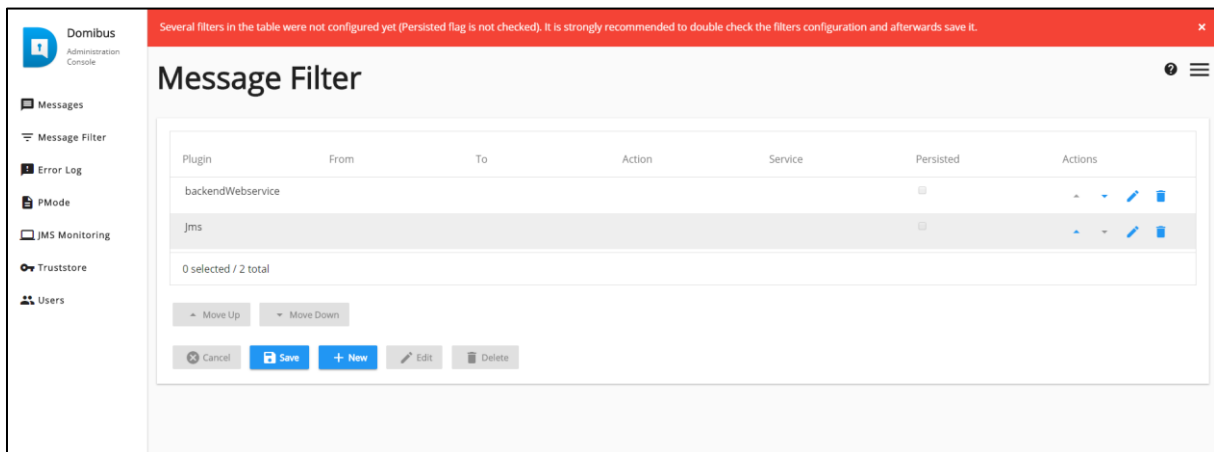 Several filters in the table were not configured yet (Persisted flag is not checked). It is strongly recommended to double check the filters configuration and afterwards save it.
Domibus
Administration
Console
Messages
Message Filter
Error Log
PMode
JMS Monitoring
Truststore
Users
Message Filter
Plugin From To Action Service Persisted Actions
backendWebservice
Jms
0 selected / 2 total
Move Up Move Down
Cancel Save New Edit Delete